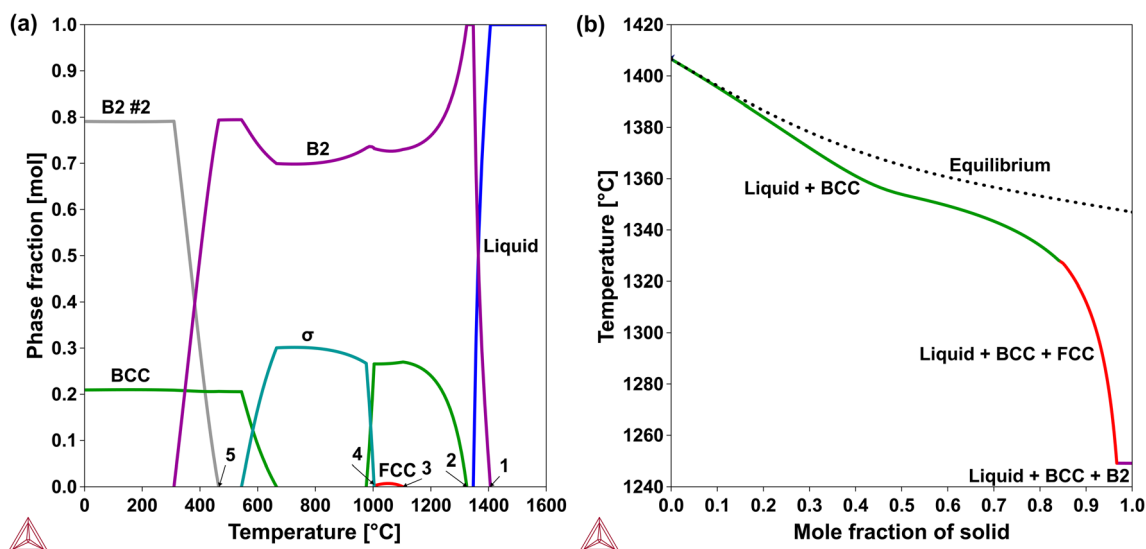 (a)
1.0
0.9
0.8
0.7
0.6
0.5
0.4
0.3
0.2
0.1
0.0
Phase fraction [mol]
B2 #2
B2
Liquid
σ
BCC
FCC
5
4
3
2
1
0
200
400
600
800
1000
1200
1400
1600
Temperature [°C]
(b)
1420
1400
1380
1360
1340
1320
1300
1280
1260
1240
Temperature [°C]
Equilibrium
Liquid + BCC
Liquid + BCC + FCC
Liquid + BCC + B2
0.0
0.1
0.2
0.3
0.4
0.5
0.6
0.7
0.8
0.9
1.0
Mole fraction of solid